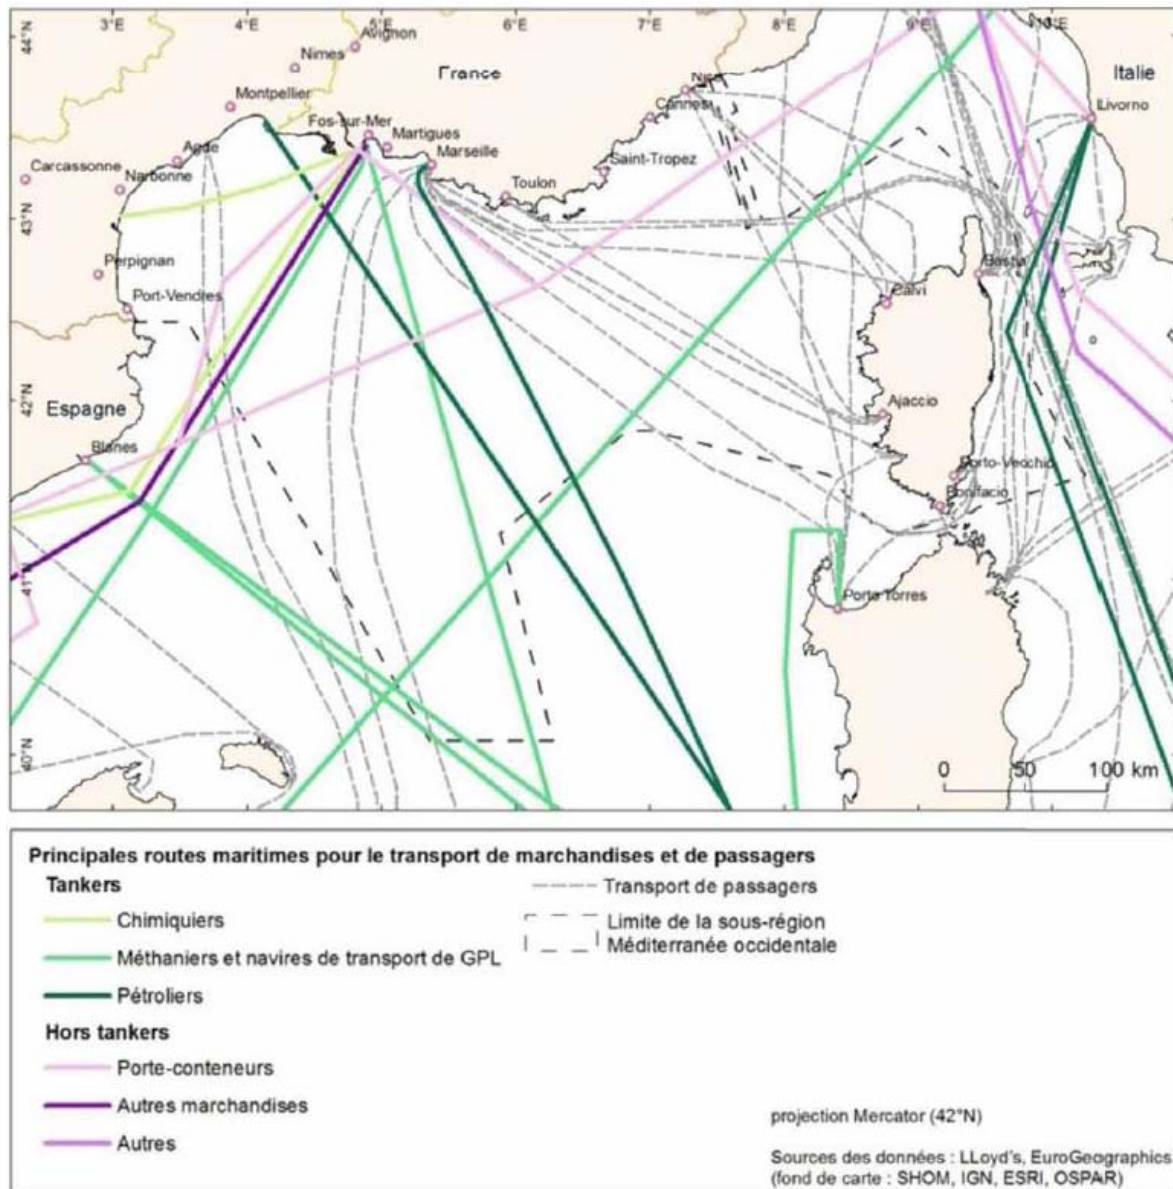 3°E 4°E 5°E 6°E 7°E 8°E 9°E 10°E
44°N
Avignon
Nimes
France
Italie
Montpellier
Nice
Cannes
Livorno
Fos-sur-Mer
Martigues
Agde
Marseille
Saint-Tropez
Carcassonne
Narbonne
Toulon
43°N
Perpignan
Bastia
Port-Vendres
Calvi
42°N
Espagne
Ajaccio
Blanes
Porto-Vecchio
Bonifacio
41°N
Porto Torres
40°N
0 50 100 km
Principales routes maritimes pour le transport de marchandises et de passagers
Tankers
Transport de passagers
Chimiquiers
Limite de la sous-région
Méditerranée occidentale
Méthaniers et navires de transport de GPL
Pétroliers
Hors tankers
Porte-conteneurs
Autres marchandises
Autres
projection Mercator (42°N)
Sources des données : LLoyd's, EuroGeographics
(fond de carte : SHOM, IGN, ESRI, OSPAR)